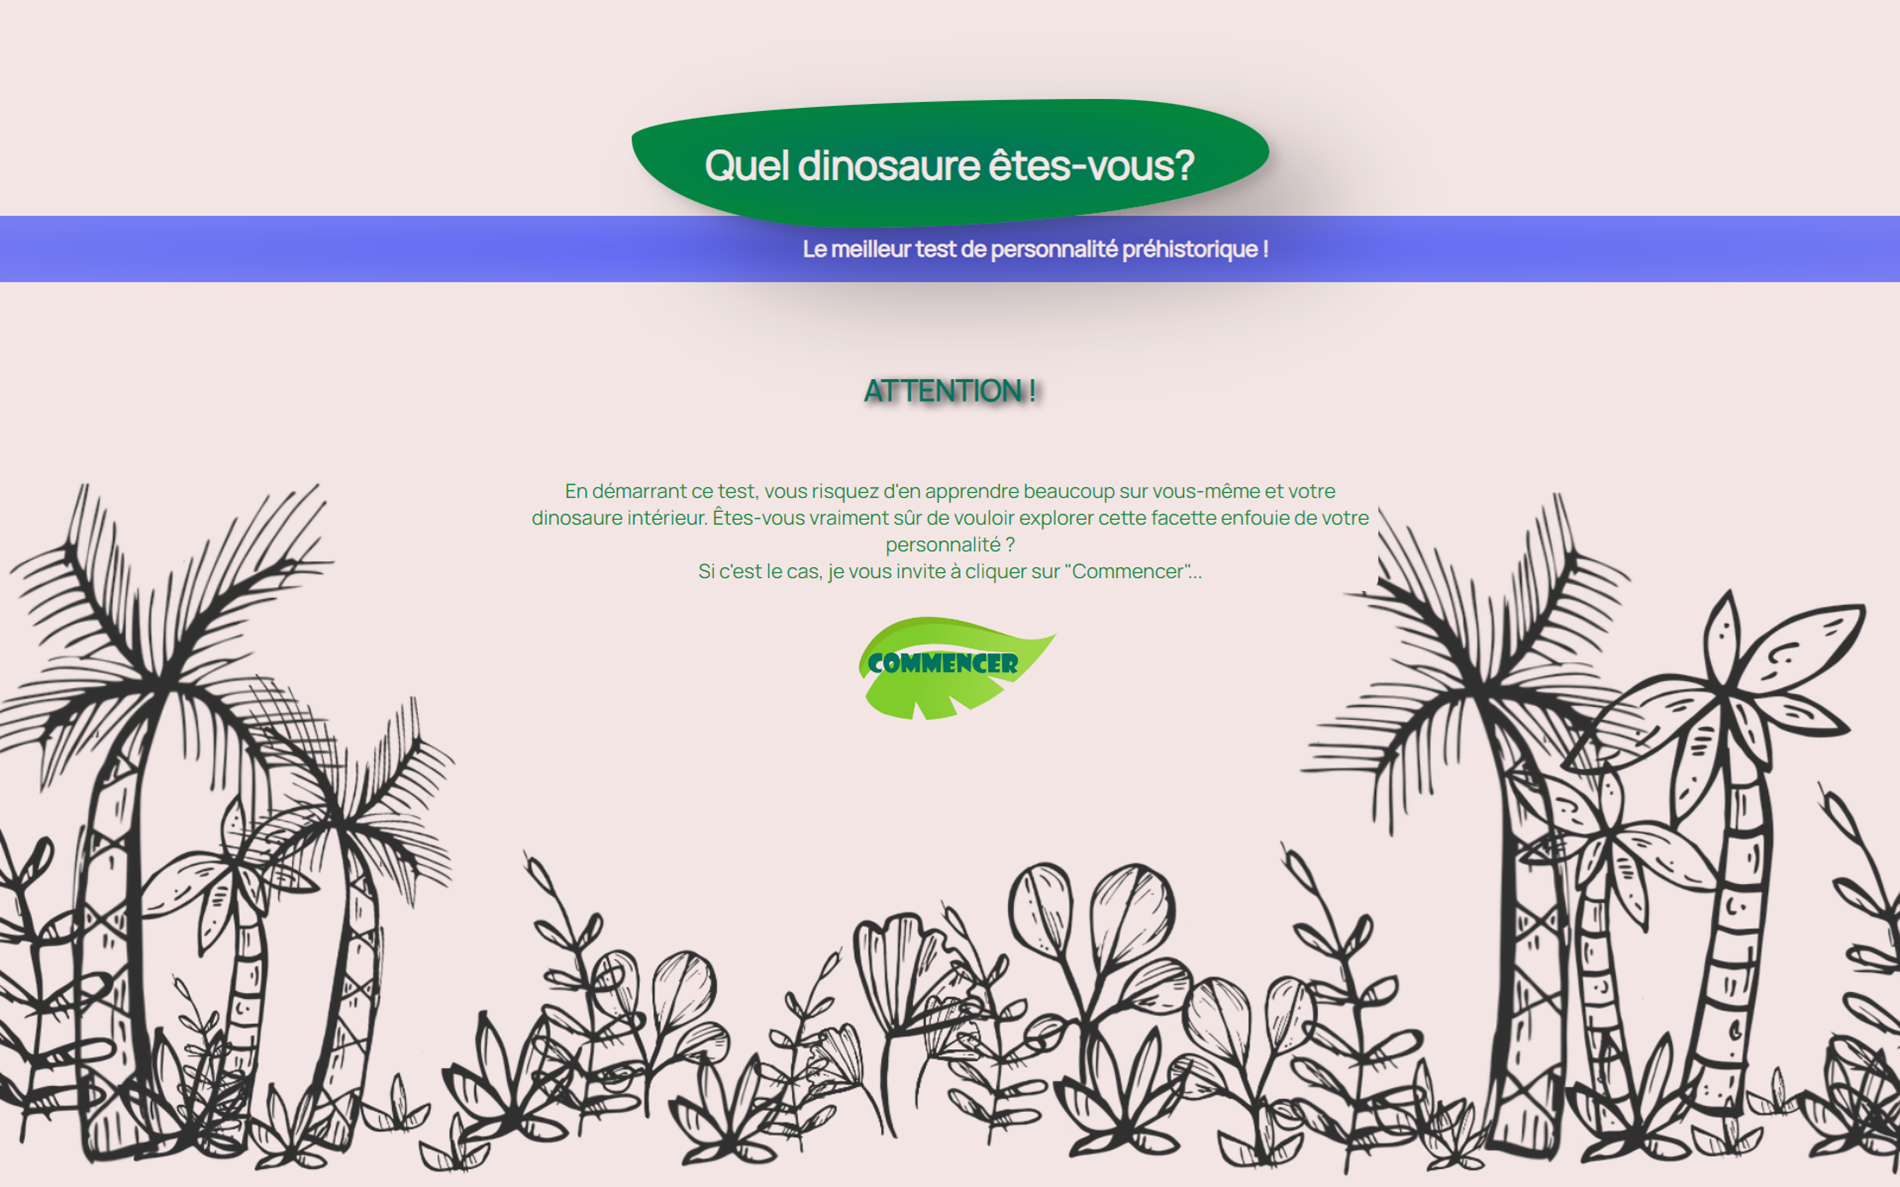 Quel dinosaure êtes-vous?
Le meilleur test de personnalité préhistorique !
ATTENTION !
En démarrant ce test, vous risquez d'en apprendre beaucoup sur vous-même et votre
dinosaure intérieur. Êtes-vous vraiment sûr de vouloir explorer cette facette enfouie de votre
personnalité ?
Si c'est le cas, je vous invite à cliquer sur "Commencer"...
COMMENCER